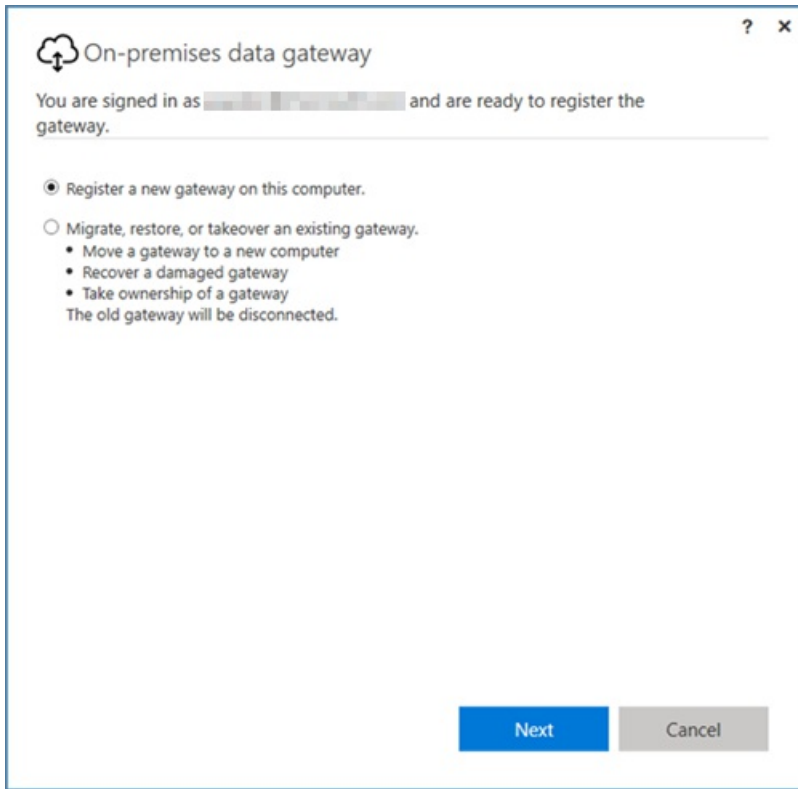 ? ×
On-premises data gateway
You are signed in as and are ready to register the
gateway.
Register a new gateway on this computer.
Migrate, restore, or takeover an existing gateway.
• Move a gateway to a new computer
• Recover a damaged gateway
• Take ownership of a gateway
The old gateway will be disconnected.
Next Cancel